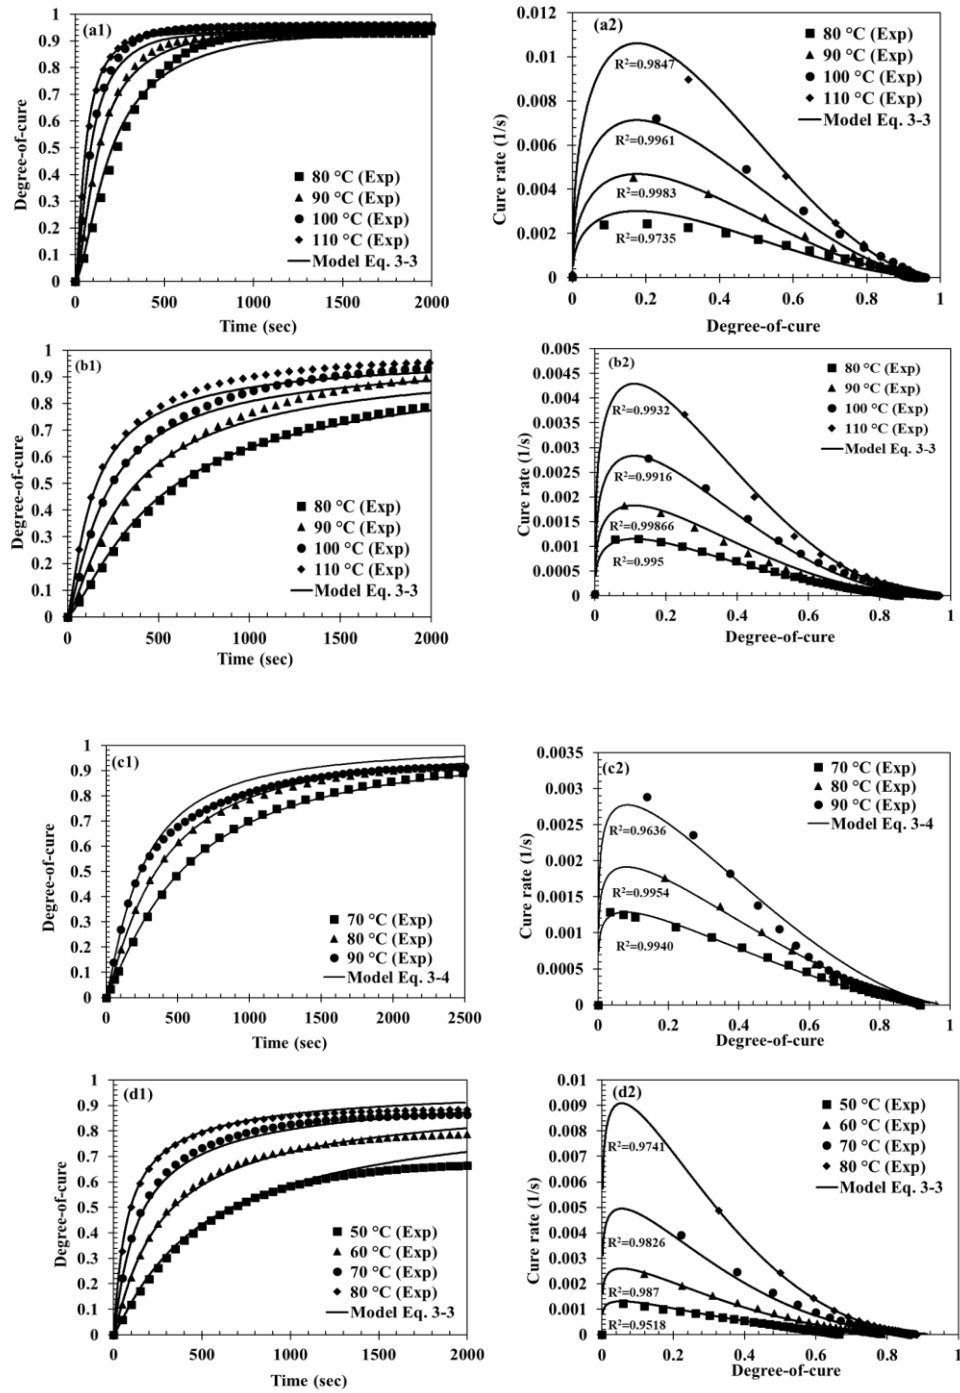 (a1)
Degree-of-cure
1
0.9
0.8
0.7
0.6
0.5
0.4
0.3
0.2
0.1
0
80 °C (Exp)
90 °C (Exp)
100 °C (Exp)
110 °C (Exp)
Model Eq. 3-3
0 500 1000 1500 2000
Time (sec)
(a2)
Cure rate (1/s)
0.012
0.01
0.008
0.006
0.004
0.002
0
80 °C (Exp)
90 °C (Exp)
100 °C (Exp)
110 °C (Exp)
Model Eq. 3-3
R²=0.9847
R²=0.9961
R²=0.9983
R²=0.9735
0 0.2 0.4 0.6 0.8 1
Degree-of-cure
(b1)
Degree-of-cure
1
0.9
0.8
0.7
0.6
0.5
0.4
0.3
0.2
0.1
0
80 °C (Exp)
90 °C (Exp)
100 °C (Exp)
110 °C (Exp)
Model Eq. 3-3
0 500 1000 1500 2000
Time (sec)
(b2)
Cure rate (1/s)
0.005
0.0045
0.004
0.0035
0.003
0.0025
0.002
0.0015
0.001
0.0005
0
80 °C (Exp)
90 °C (Exp)
100 °C (Exp)
110 °C (Exp)
Model Eq. 3-3
R²=0.9932
R²=0.9916
R²=0.99866
R²=0.995
0 0.2 0.4 0.6 0.8 1
Degree-of-cure
(c1)
Degree-of-cure
1
0.9
0.8
0.7
0.6
0.5
0.4
0.3
0.2
0.1
0
70 °C (Exp)
80 °C (Exp)
90 °C (Exp)
Model Eq. 3-4
0 500 1000 1500 2000 2500
Time (sec)
(c2)
Cure rate (1/s)
0.0035
0.003
0.0025
0.002
0.0015
0.001
0.0005
0
70 °C (Exp)
80 °C (Exp)
90 °C (Exp)
Model Eq. 3-4
R²=0.9636
R²=0.9954
R²=0.9940
0 0.2 0.4 0.6 0.8 1
Degree-of-cure
(d1)
Degree-of-cure
1
0.9
0.8
0.7
0.6
0.5
0.4
0.3
0.2
0.1
0
50 °C (Exp)
60 °C (Exp)
70 °C (Exp)
80 °C (Exp)
Model Eq. 3-3
0 500 1000 1500 2000
Time (sec)
(d2)
Cure rate (1/s)
0.01
0.009
0.008
0.007
0.006
0.005
0.004
0.003
0.002
0.001
0
50 °C (Exp)
60 °C (Exp)
70 °C (Exp)
80 °C (Exp)
Model Eq. 3-3
R²=0.9741
R²=0.9826
R²=0.987
R²=0.9518
0 0.2 0.4 0.6 0.8 1
Degree-of-cure